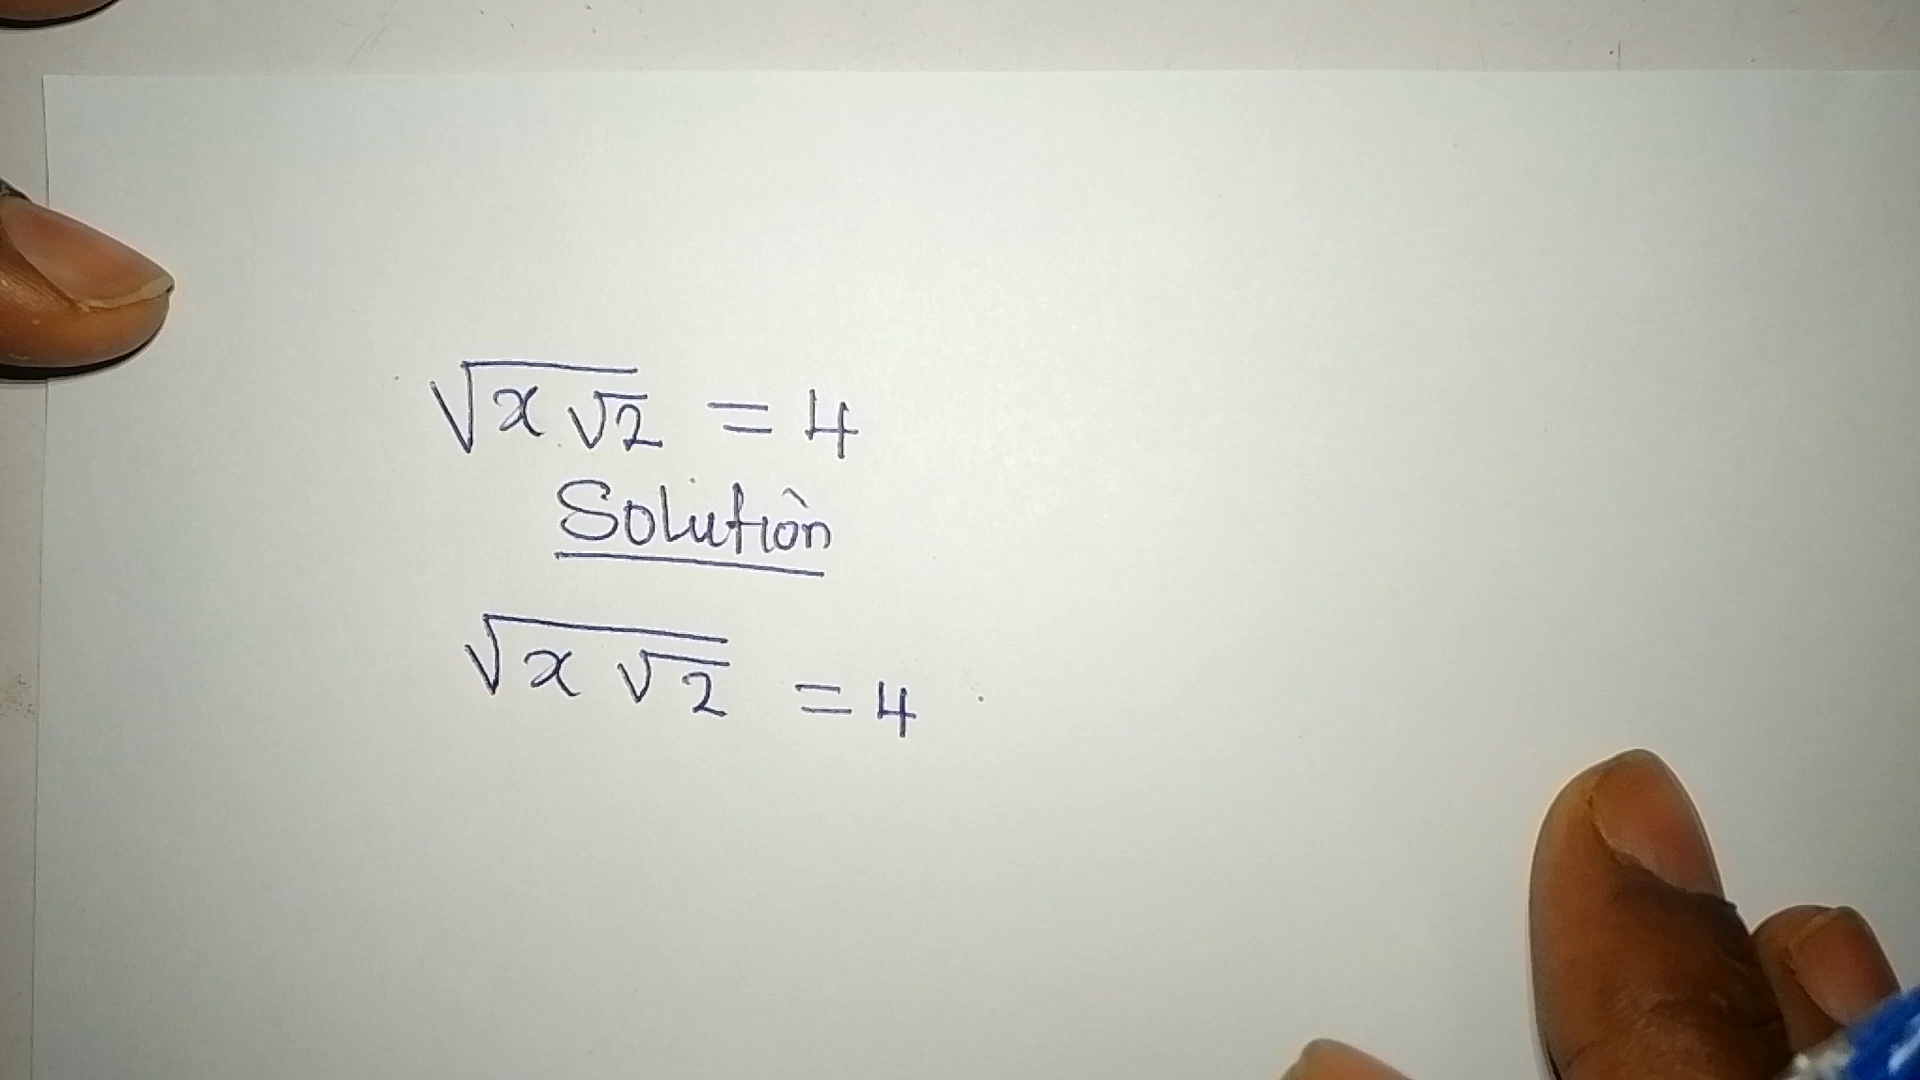 √(x√2) = 4
Solution
√(x√2) = 4